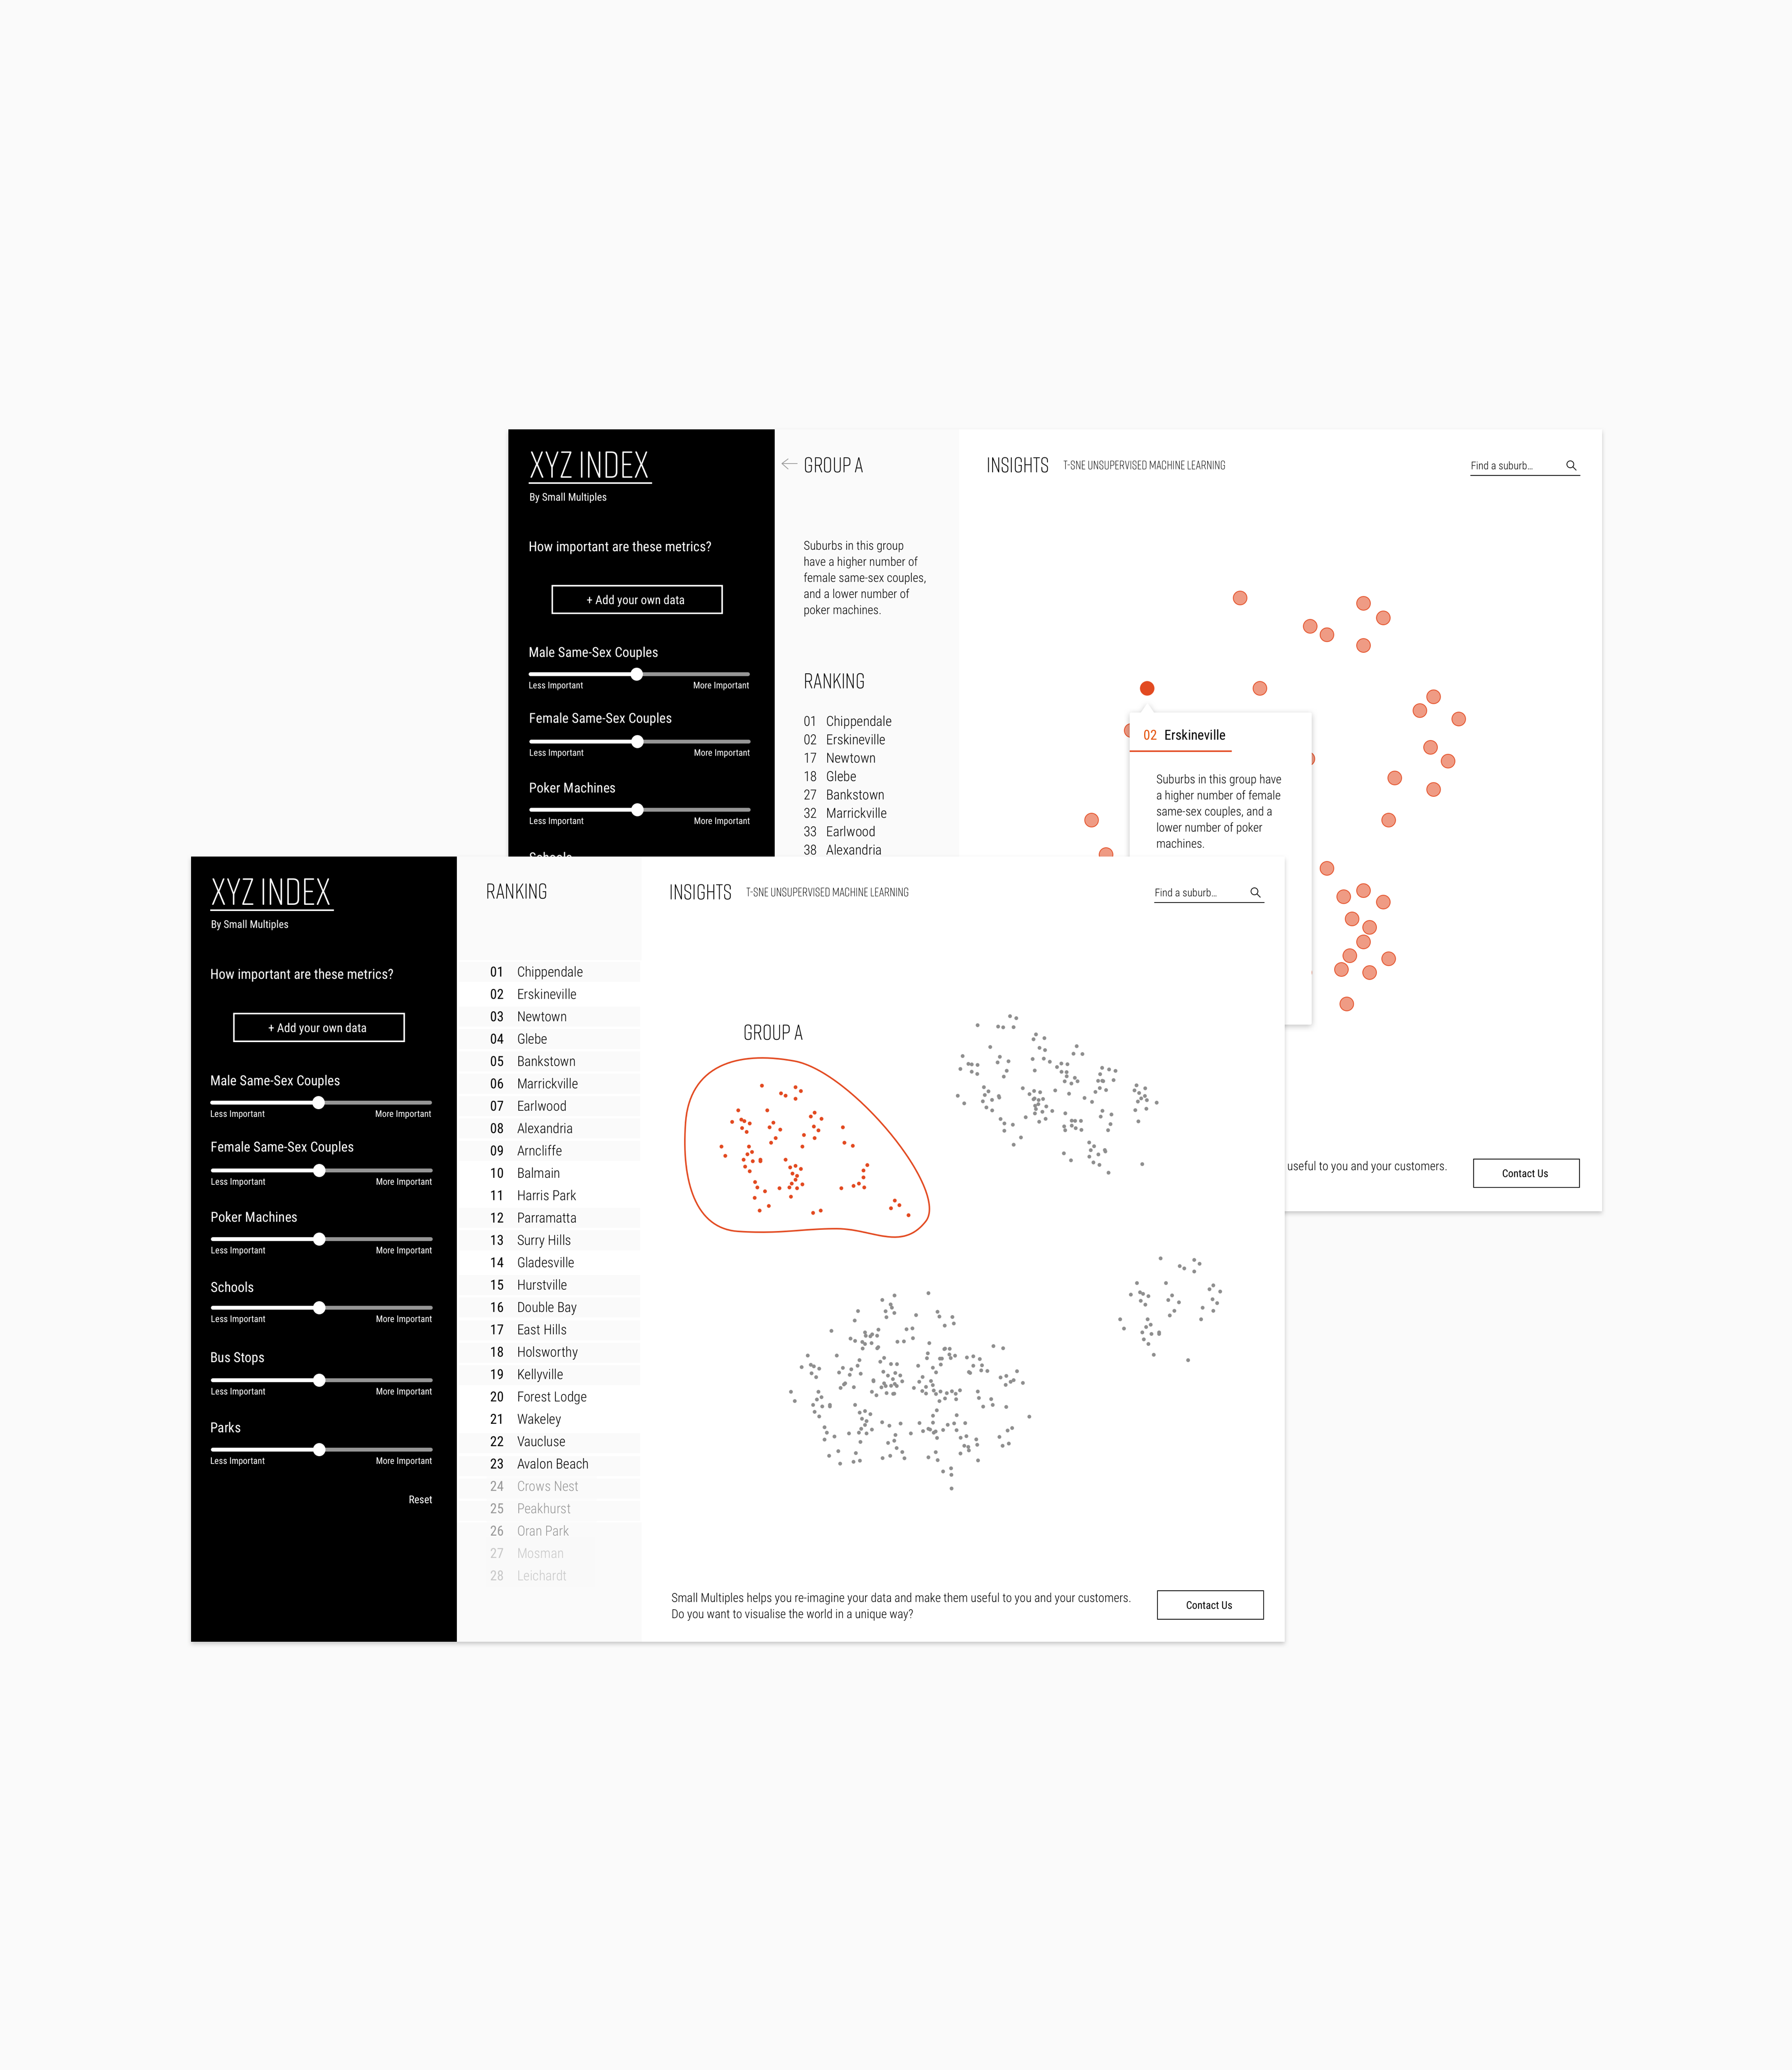 XYZ INDEX
By Small Multiples
How important are these metrics?
+ Add your own data
Male Same-Sex Couples
Less Important
More Important
Female Same-Sex Couples
Less Important
More Important
Poker Machines
Less Important
More Important
GROUP A
Suburbs in this group
have a higher number of
female same-sex couples,
and a lower number of
poker machines.
RANKING
01 Chippendale
02 Erskineville
17 Newtown
18 Glebe
27 Bankstown
32 Marrickville
33 Earlwood
38 Alexandria
INSIGHTS T-SNE UNSUPERVISED MACHINE LEARNING
Find a suburb...
02 Erskineville
Suburbs in this group have
a higher number of female
same-sex couples, and a
lower number of poker
machines.
useful to you and your customers.
Contact Us
XYZ INDEX
By Small Multiples
How important are these metrics?
+ Add your own data
Male Same-Sex Couples
Less Important
More Important
Female Same-Sex Couples
Less Important
More Important
Poker Machines
Less Important
More Important
Schools
Less Important
More Important
Bus Stops
Less Important
More Important
Parks
Less Important
More Important
Reset
RANKING
01 Chippendale
02 Erskineville
03 Newtown
04 Glebe
05 Bankstown
06 Marrickville
07 Earlwood
08 Alexandria
09 Arncliffe
10 Balmain
11 Harris Park
12 Parramatta
13 Surry Hills
14 Gladesville
15 Hurstville
16 Double Bay
17 East Hills
18 Holsworthy
19 Kellyville
20 Forest Lodge
21 Wakeley
22 Vaucluse
23 Avalon Beach
24 Crows Nest
25 Peakhurst
26 Oran Park
27 Mosman
28 Leichardt
INSIGHTS T-SNE UNSUPERVISED MACHINE LEARNING
Find a suburb...
GROUP A
Small Multiples helps you re-imagine your data and make them useful to you and your customers.
Do you want to visualise the world in a unique way?
Contact Us